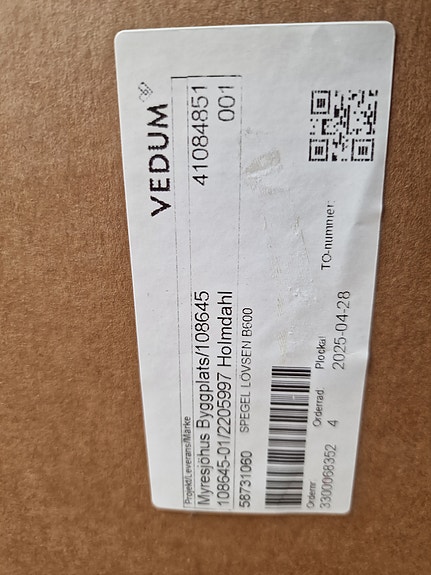 VEDUM
Projekt/Leverans/Märke
Myresjöhus Byggplats/108645 41084851
108645-01/2205997 Holmdahl 001
58731060 SPEGEL LOVSEN B600
Ordernr. Orderrad Plockat TO-nummer:
3300068352 4 2025-04-28